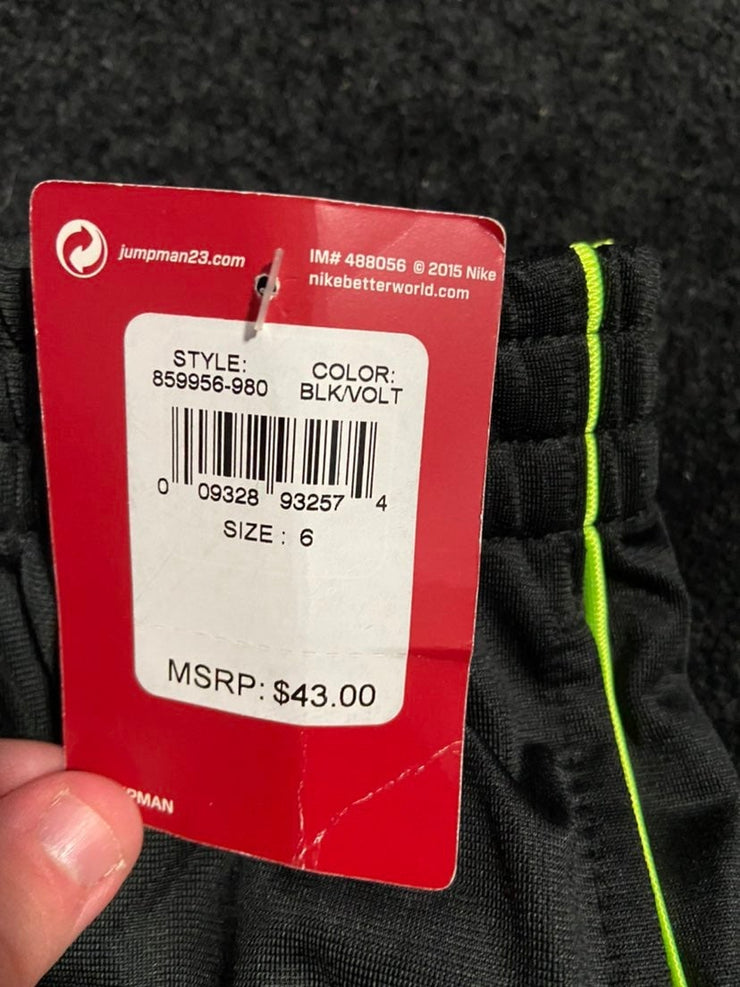 jumpman23.com
IM# 488056 © 2015 Nike
nikebetterworld.com
STYLE:
859956-980
COLOR:
BLK/VOLT
0 09328 93257 4
SIZE : 6
MSRP: $43.00